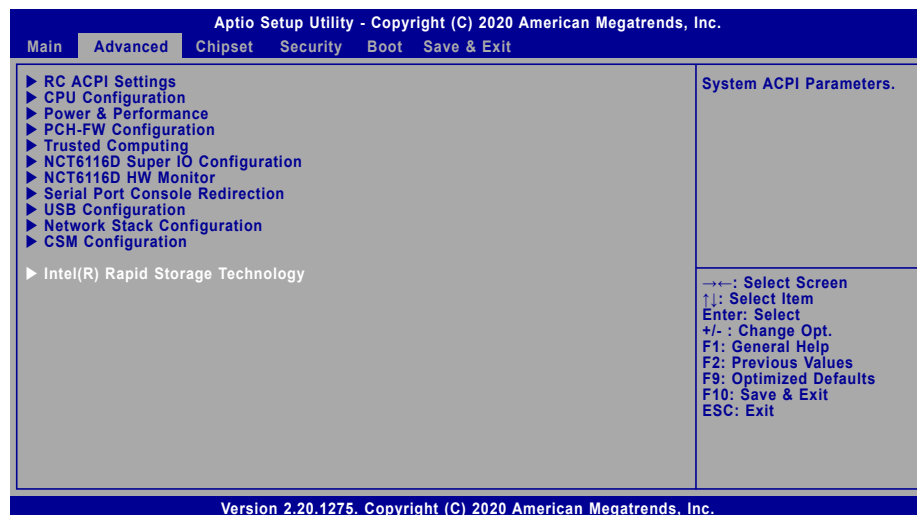 Aptio Setup Utility - Copyright (C) 2020 American Megatrends, Inc.
Main Advanced Chipset Security Boot Save & Exit
▶ RC ACPI Settings
▶ CPU Configuration
▶ Power & Performance
▶ PCH-FW Configuration
▶ Trusted Computing
▶ NCT6116D Super IO Configuration
▶ NCT6116D HW Monitor
▶ Serial Port Console Redirection
▶ USB Configuration
▶ Network Stack Configuration
▶ CSM Configuration
▶ Intel(R) Rapid Storage Technology
System ACPI Parameters.
→←: Select Screen
↑↓: Select Item
Enter: Select
+/- : Change Opt.
F1: General Help
F2: Previous Values
F9: Optimized Defaults
F10: Save & Exit
ESC: Exit
Version 2.20.1275. Copyright (C) 2020 American Megatrends, Inc.